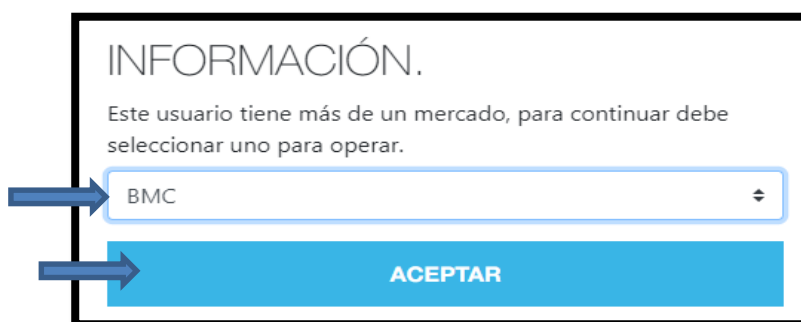 INFORMACIÓN.
Este usuario tiene más de un mercado, para continuar debe
seleccionar uno para operar.
BMC
ACEPTAR